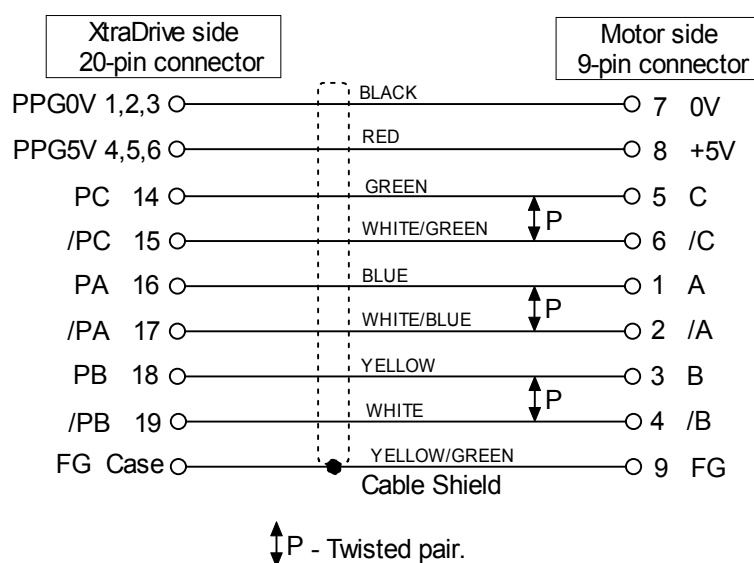 XtraDrive side
20-pin connector
Motor side
9-pin connector
PPG0V 1,2,3 BLACK 7 0V
PPG5V 4,5,6 RED 8 +5V
PC 14 GREEN 5 C
P
/PC 15 WHITE/GREEN 6 /C
PA 16 BLUE 1 A
P
/PA 17 WHITE/BLUE 2 /A
PB 18 YELLOW 3 B
P
/PB 19 WHITE 4 /B
FG Case YELLOW/GREEN 9 FG
Cable Shield
P - Twisted pair.